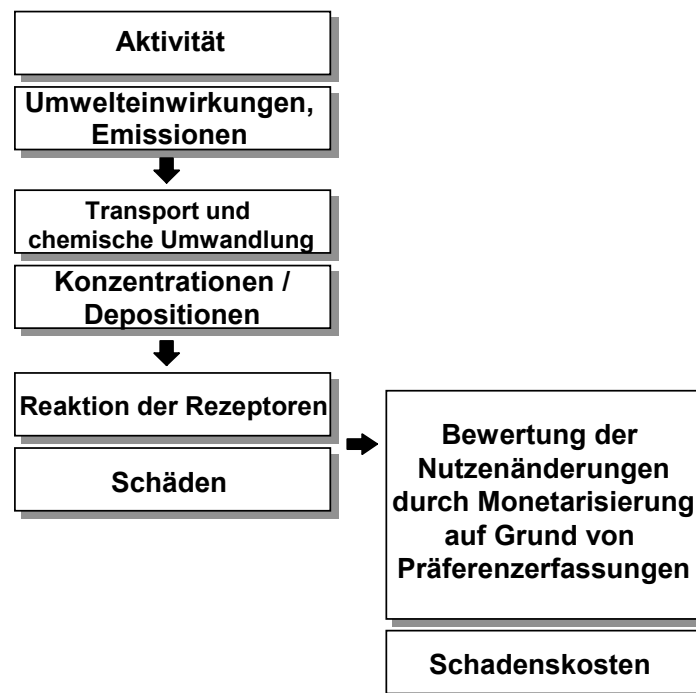 Aktivität
Umwelteinwirkungen,
Emissionen
Transport und
chemische Umwandlung
Konzentrationen /
Depositionen
Reaktion der Rezeptoren
Schäden
Bewertung der
Nutzenänderungen
durch Monetarisierung
auf Grund von
Präferenzerfassungen
Schadenskosten